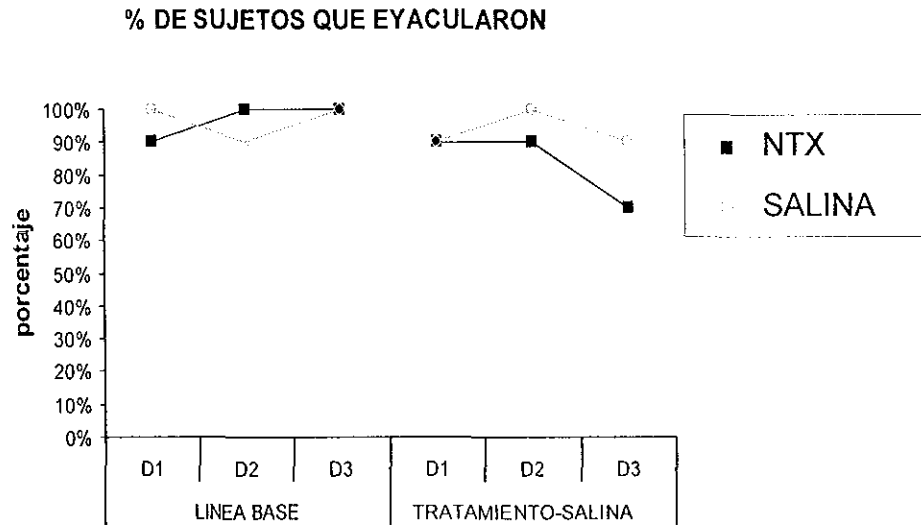 % DE SUJETOS QUE EYACULARON
porcentaje
100%
90%
80%
70%
60%
50%
40%
30%
20%
10%
0%
D1 D2 D3 D1 D2 D3
LINEA BASE TRATAMIENTO-SALINA
NTX
SALINA